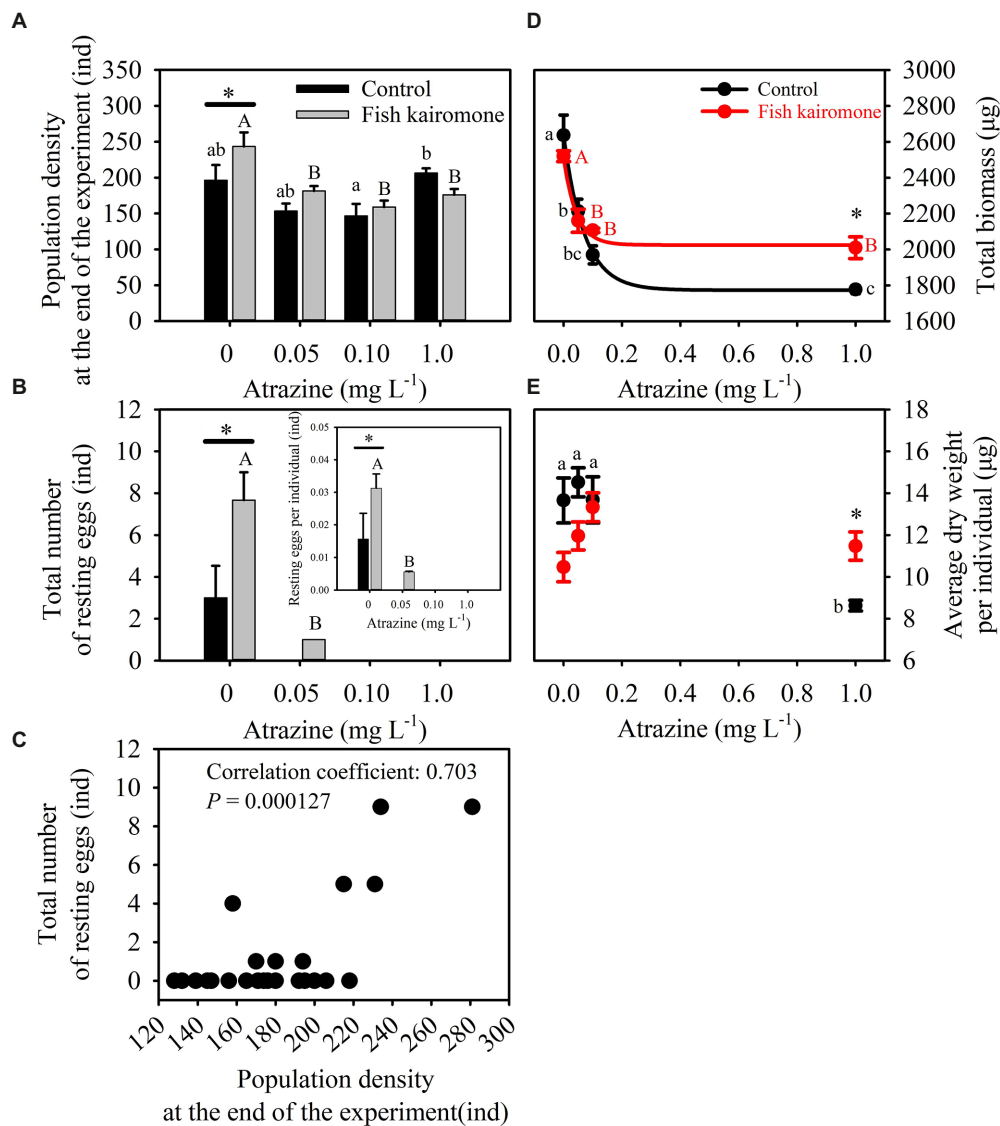 A
Population density
at the end of the experiment (ind)
350
300
250
200
150
100
50
0
Control
Fish kairomone
*
ab
A
ab
B
a
B
b
B
0
0.05
0.10
1.0
Atrazine (mg L-1)
D
Control
Fish kairomone
a
A
b
B
bc
B
*
B
c
3000
2800
2600
2400
2200
2000
1800
1600
Total biomass (µg)
0.0
0.2
0.4
0.6
0.8
1.0
Atrazine (mg L-1)
B
Total number
of resting eggs (ind)
12
10
8
6
4
2
0
*
A
B
0
0.05
0.10
1.0
Atrazine (mg L-1)
Resting eggs per individual (ind)
0.05
0.04
0.03
0.02
0.01
0.00
*
A
B
0
0.05
0.10
1.0
Atrazine (mg L-1)
E
a
a
a
*
b
18
16
14
12
10
8
6
Average dry weight
per individual (µg)
0.0
0.2
0.4
0.6
0.8
1.0
Atrazine (mg L-1)
C
Total number
of resting eggs (ind)
12
10
8
6
4
2
0
Correlation coefficient: 0.703
P = 0.000127
120
140
160
180
200
220
240
260
280
300
Population density
at the end of the experiment(ind)